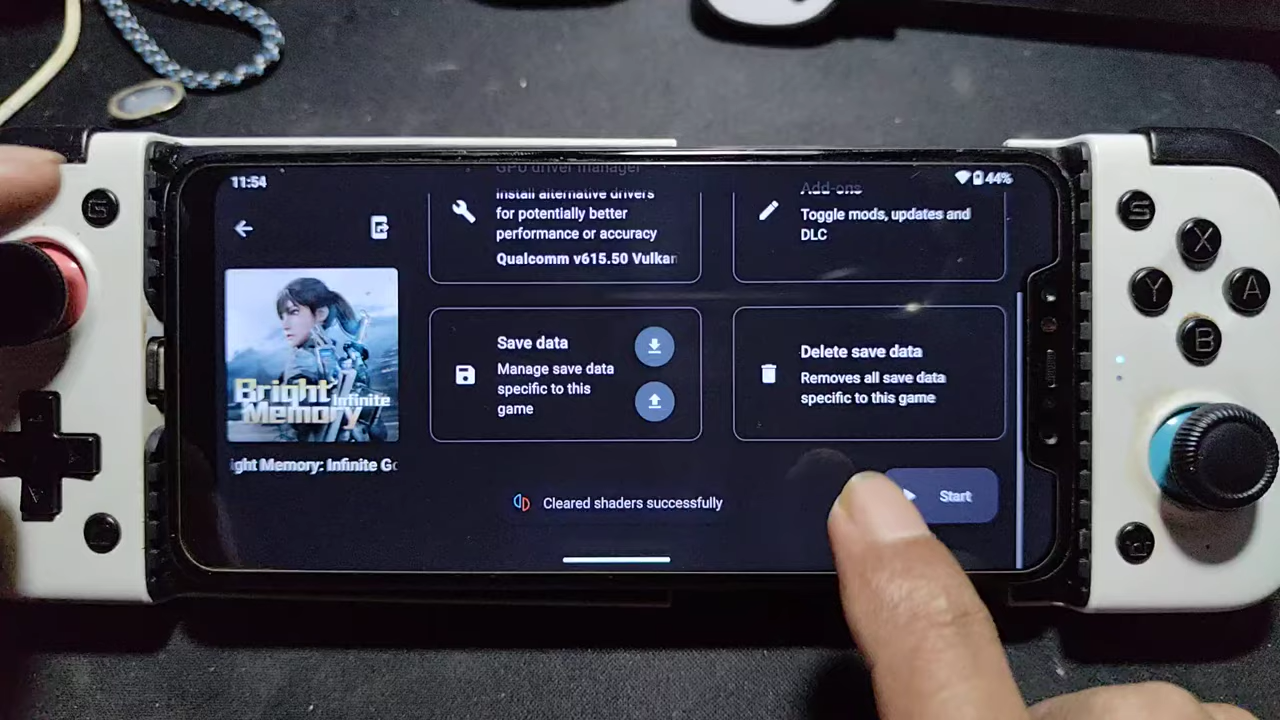 11:54
44%
GPU driver manager
Install alternative drivers
for potentially better
performance or accuracy
Qualcomm v615.50 Vulkan
Add-ons
Toggle mods, updates and
DLC
Bright
Memory
Infinite
ight Memory: Infinite Go
Save data
Manage save data
specific to this
game
Delete save data
Removes all save data
specific to this game
Cleared shaders successfully
Start
S
X
Y
A
B